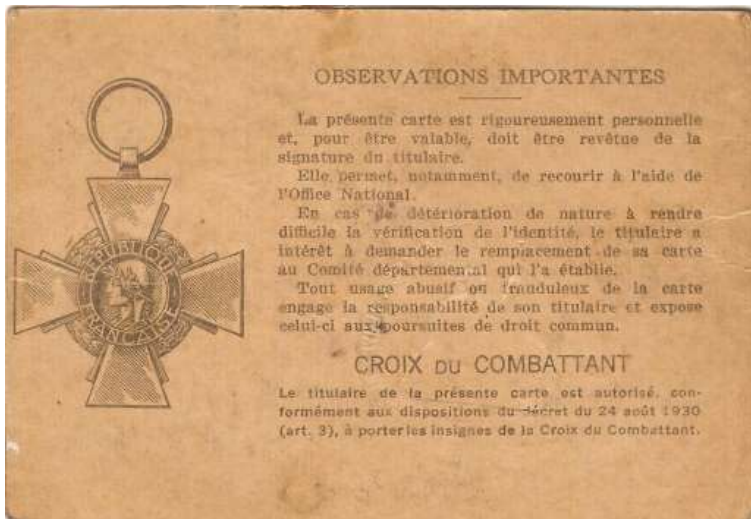 RÉPUBLIQUE
FRANÇAISE
OBSERVATIONS IMPORTANTES
La présente carte est rigoureusement personnelle
et, pour être valable, doit être revêtue de la
signature du titulaire.
Elle permet, notamment, de recourir à l'aide de
l'Office National.
En cas de détérioration de nature à rendre
difficile la vérification de l'identité, le titulaire a
intérêt à demander le remplacement de sa carte
au Comité départemental qui l'a établie.
Tout usage abusif ou frauduleux de la carte
engage la responsabilité de son titulaire et expose
celui-ci aux poursuites de droit commun.
CROIX DU COMBATTANT
Le titulaire de la présente carte est autorisé, con-
formément aux dispositions du décret du 24 août 1930
(art. 3), à porter les insignes de la Croix du Combattant.